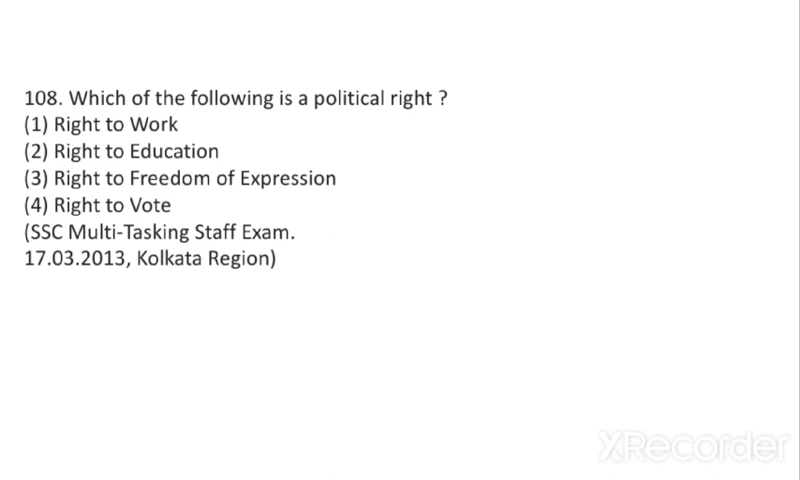 108. Which of the following is a political right ?
(1) Right to Work
(2) Right to Education
(3) Right to Freedom of Expression
(4) Right to Vote
(SSC Multi-Tasking Staff Exam.
17.03.2013, Kolkata Region)
XRecorder